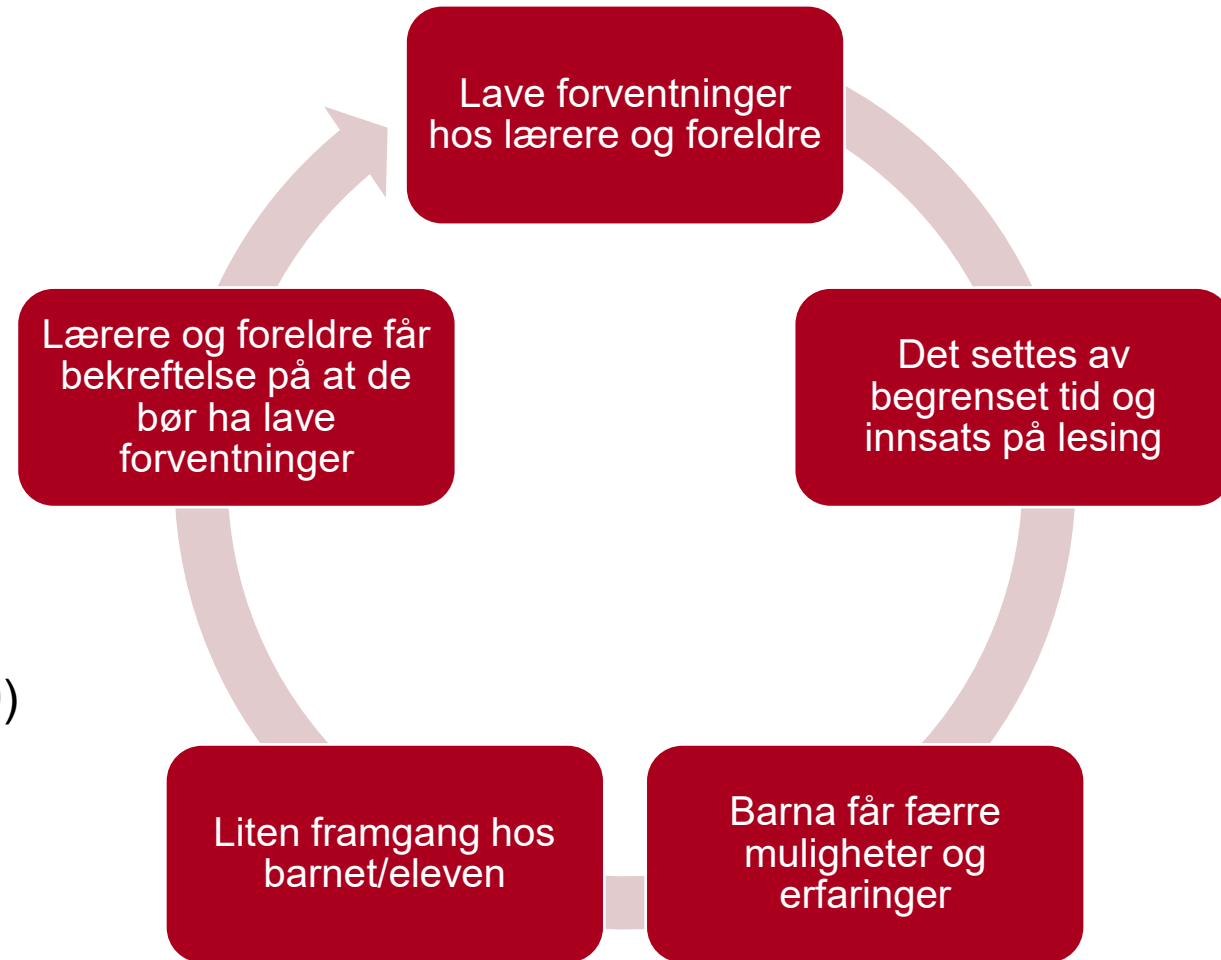 Lave forventninger
hos lærere og foreldre
Det settes av
begrenset tid og
innsats på lesing
Barna får færre
muligheter og
erfaringer
Liten framgang hos
barnet/eleven
Lærere og foreldre får
bekreftelse på at de
bør ha lave
forventninger
)